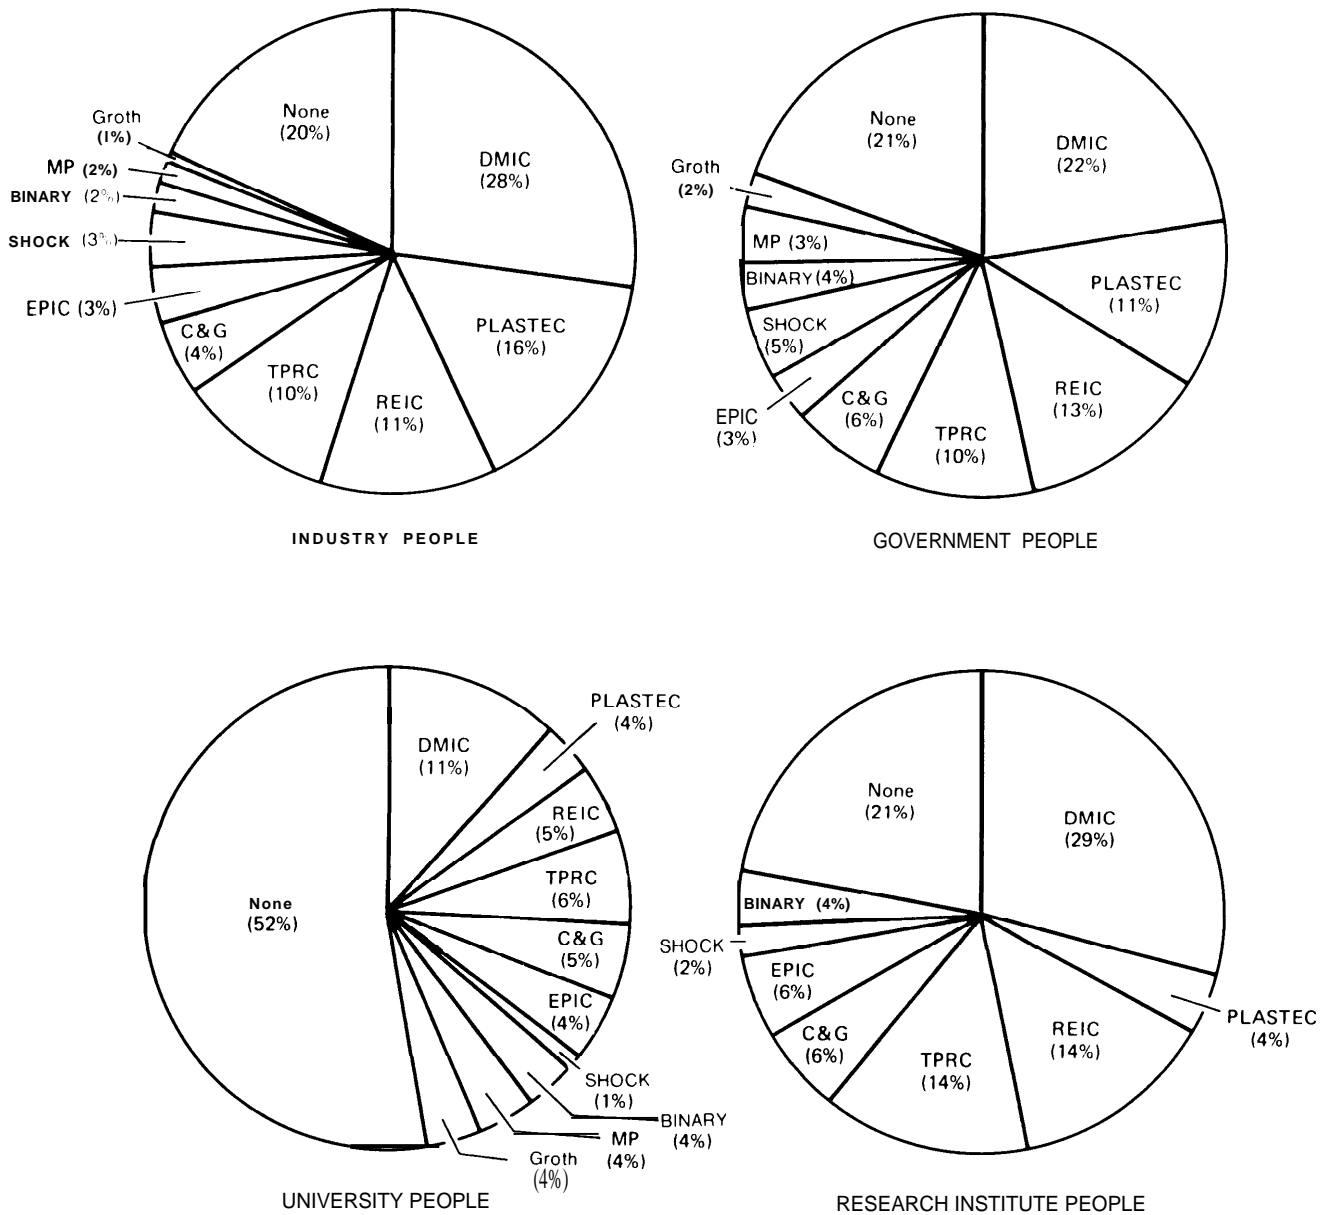 None
(20%)
DMIC
(28%)
PLASTEC
(16%)
REIC
(11%)
TPRC
(10%)
C&G
(4%)
EPIC (3%)
SHOCK (3%)
BINARY (2%)
MP (2%)
Groth
(1%)
INDUSTRY PEOPLE
None
(21%)
DMIC
(22%)
PLASTEC
(11%)
REIC
(13%)
TPRC
(10%)
C&G
(6%)
EPIC
(3%)
SHOCK
(5%)
BINARY (4%)
MP (3%)
Groth
(2%)
GOVERNMENT PEOPLE
None
(52%)
DMIC
(11%)
PLASTEC
(4%)
REIC
(5%)
TPRC
(6%)
C&G
(5%)
EPIC
(4%)
SHOCK
(1%)
BINARY
(4%)
MP
(4%)
Groth
(4%)
UNIVERSITY PEOPLE
None
(21%)
DMIC
(29%)
PLASTEC
(4%)
REIC
(14%)
TPRC
(14%)
C&G
(6%)
EPIC
(6%)
SHOCK
(2%)
BINARY (4%)
RESEARCH INSTITUTE PEOPLE